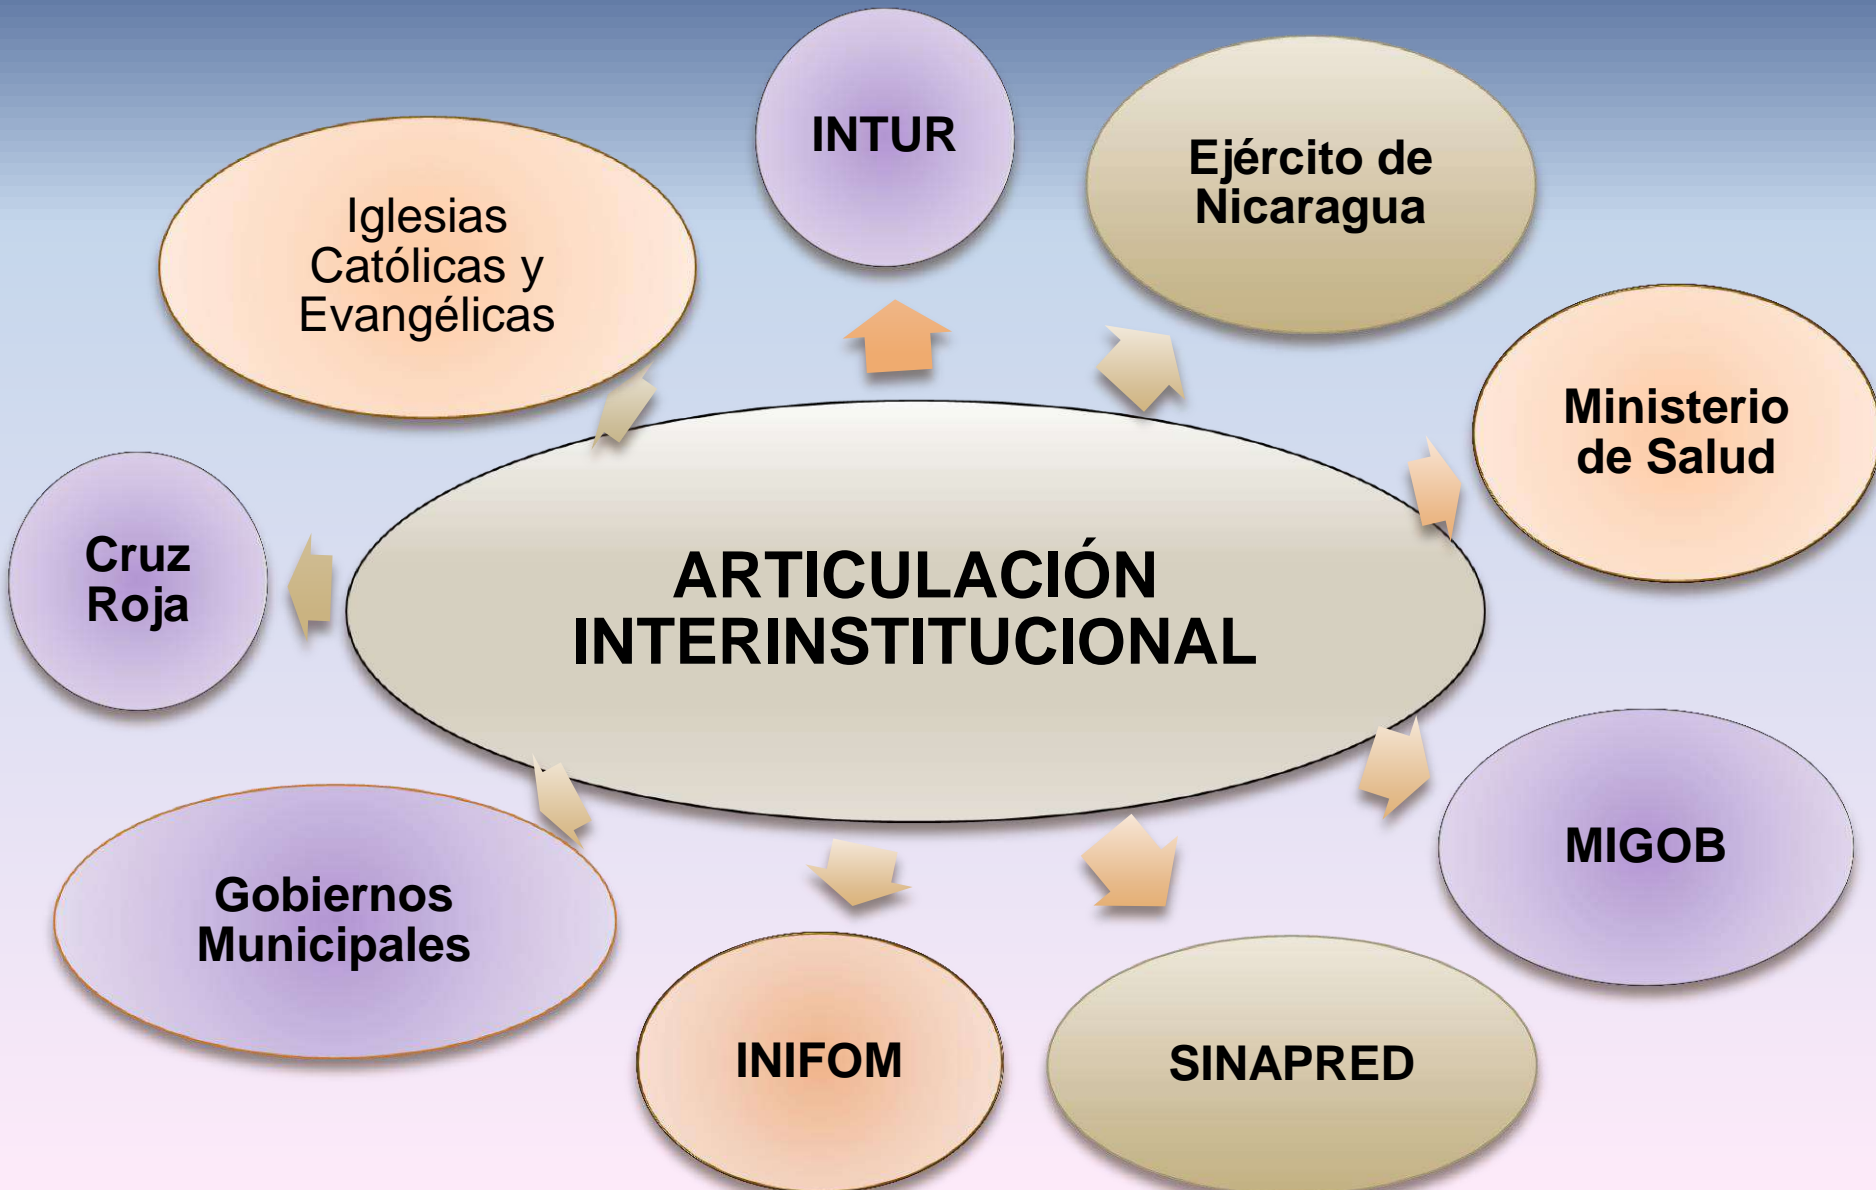 INTUR
Ejército de
Nicaragua
Iglesias
Católicas y
Evangélicas
Ministerio
de Salud
Cruz
Roja
ARTICULACIÓN
INTERINSTITUCIONAL
MIGOB
Gobiernos
Municipales
INIFOM
SINAPRED